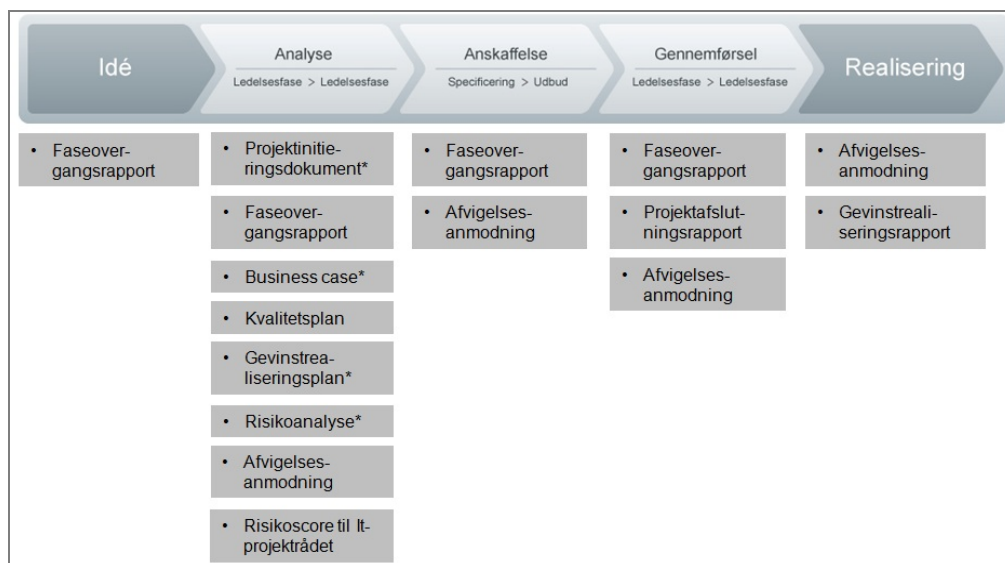 Idé
Analyse
Ledelsesfase > Ledelsesfase
Anskaffelse
Specificering > Udbud
Gennemførsel
Ledelsesfase > Ledelsesfase
Realisering
• Faseover-
gangsrapport
• Projektinitie-
ringsdokument*
• Faseover-
gangsrapport
• Business case*
• Kvalitetsplan
• Gevinstrea-
liseringsplan*
• Risikoanalyse*
• Afvigelses-
anmodning
• Risikoscore til It-
projektrådet
• Faseover-
gangsrapport
• Afvigelses-
anmodning
• Faseover-
gangsrapport
• Projektafslut-
ningsrapport
• Afvigelses-
anmodning
• Afvigelses-
anmodning
• Gevinstreali-
seringsrapport